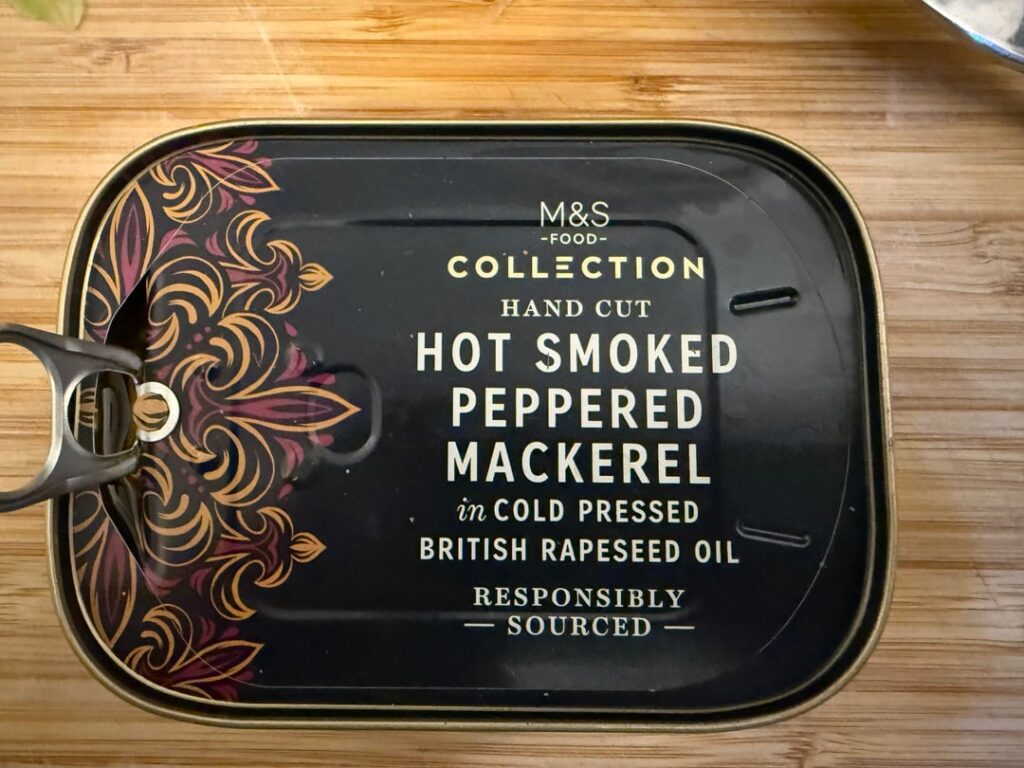 M&S
-FOOD-
COLLECTION
HAND CUT
HOT SMOKED
PEPPERED
MACKEREL
in COLD PRESSED
BRITISH RAPESEED OIL
RESPONSIBLY
— SOURCED —